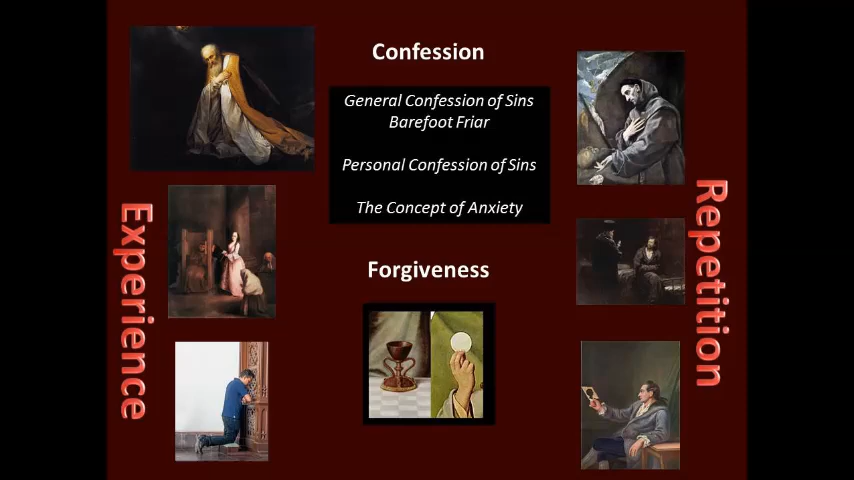 Confession
General Confession of Sins
Barefoot Friar
Personal Confession of Sins
The Concept of Anxiety
Experience
Repetition
Forgiveness